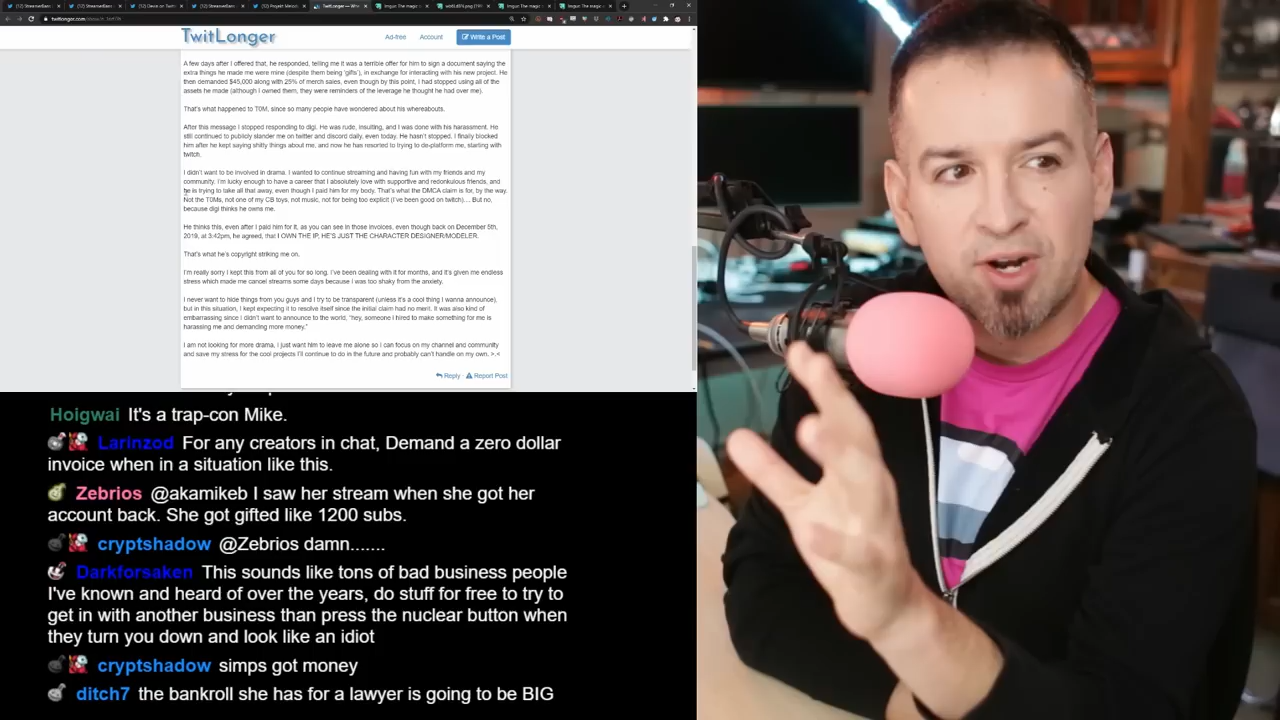 TwitLonger — Wh
twitlonger.com
TwitLonger
Ad-free
Account
Write a Post
A few days after I offered that, he responded, telling me it was a terrible offer for him to sign a document saying the
extra things he made me were mine (despite them being 'gifts'), in exchange for interacting with his new project. He
then demanded $45,000 along with 25% of merch sales, even though by this point, I had stopped using all of the
assets he made (although I owned them, they were reminders of the leverage he thought he had over me).
That's what happened to T0M, since so many people have wondered about his whereabouts.
After this message I stopped responding to digi. He was rude, insulting, and I was done with his harassment. He
still continued to publicly slander me on twitter and discord daily, even today. He hasn't stopped. I finally blocked
him after he kept saying shitty things about me, and now he has resorted to trying to de-platform me, starting with
twitch.
I didn't want to be involved in drama. I wanted to continue streaming and having fun with my friends and my
community. I'm lucky enough to have a career that I absolutely love with supportive and redonkulous friends, and
he is trying to take all that away, even though I paid him for my body. That's what the DMCA claim is for, by the way.
Not the T0Ms, not one of my CB toys, not music, not for being too explicit (I've been good on twitch)... But no,
because digi thinks he owns me.
He thinks this, even after I paid him for it, as you can see in those invoices, even though back on December 5th,
2019, at 3:42pm, he agreed, that I OWN THE IP, HE'S JUST THE CHARACTER DESIGNER/MODELER.
That's what he's copyright striking me on.
I'm really sorry I kept this from all of you for so long. I've been dealing with it for months, and it's given me endless
stress which made me cancel streams some days because I was too shaky from the anxiety.
I never want to hide things from you guys and I try to be transparent (unless it's a cool thing I wanna announce),
but in this situation, I kept expecting it to resolve itself since the initial claim had no merit. It was also kind of
embarrassing since I didn't want to announce to the world, "hey, someone I hired to make something for me is
harassing me and demanding more money."
I am not looking for more drama, I just want him to leave me alone so I can focus on my channel and community
and save my stress for the cool projects I'll continue to do in the future and probably can't handle on my own. >.<
Reply
Report Post
Hoigwai It's a trap-con Mike.
Larinzod For any creators in chat, Demand a zero dollar
invoice when in a situation like this.
Zebrios @akamikeb I saw her stream when she got her
account back. She got gifted like 1200 subs.
cryptshadow @Zebrios damn.......
Darkforsaken This sounds like tons of bad business people
I've known and heard of over the years, do stuff for free to try to
get in with another business than press the nuclear button when
they turn you down and look like an idiot
cryptshadow simps got money
ditch7 the bankroll she has for a lawyer is going to be BIG